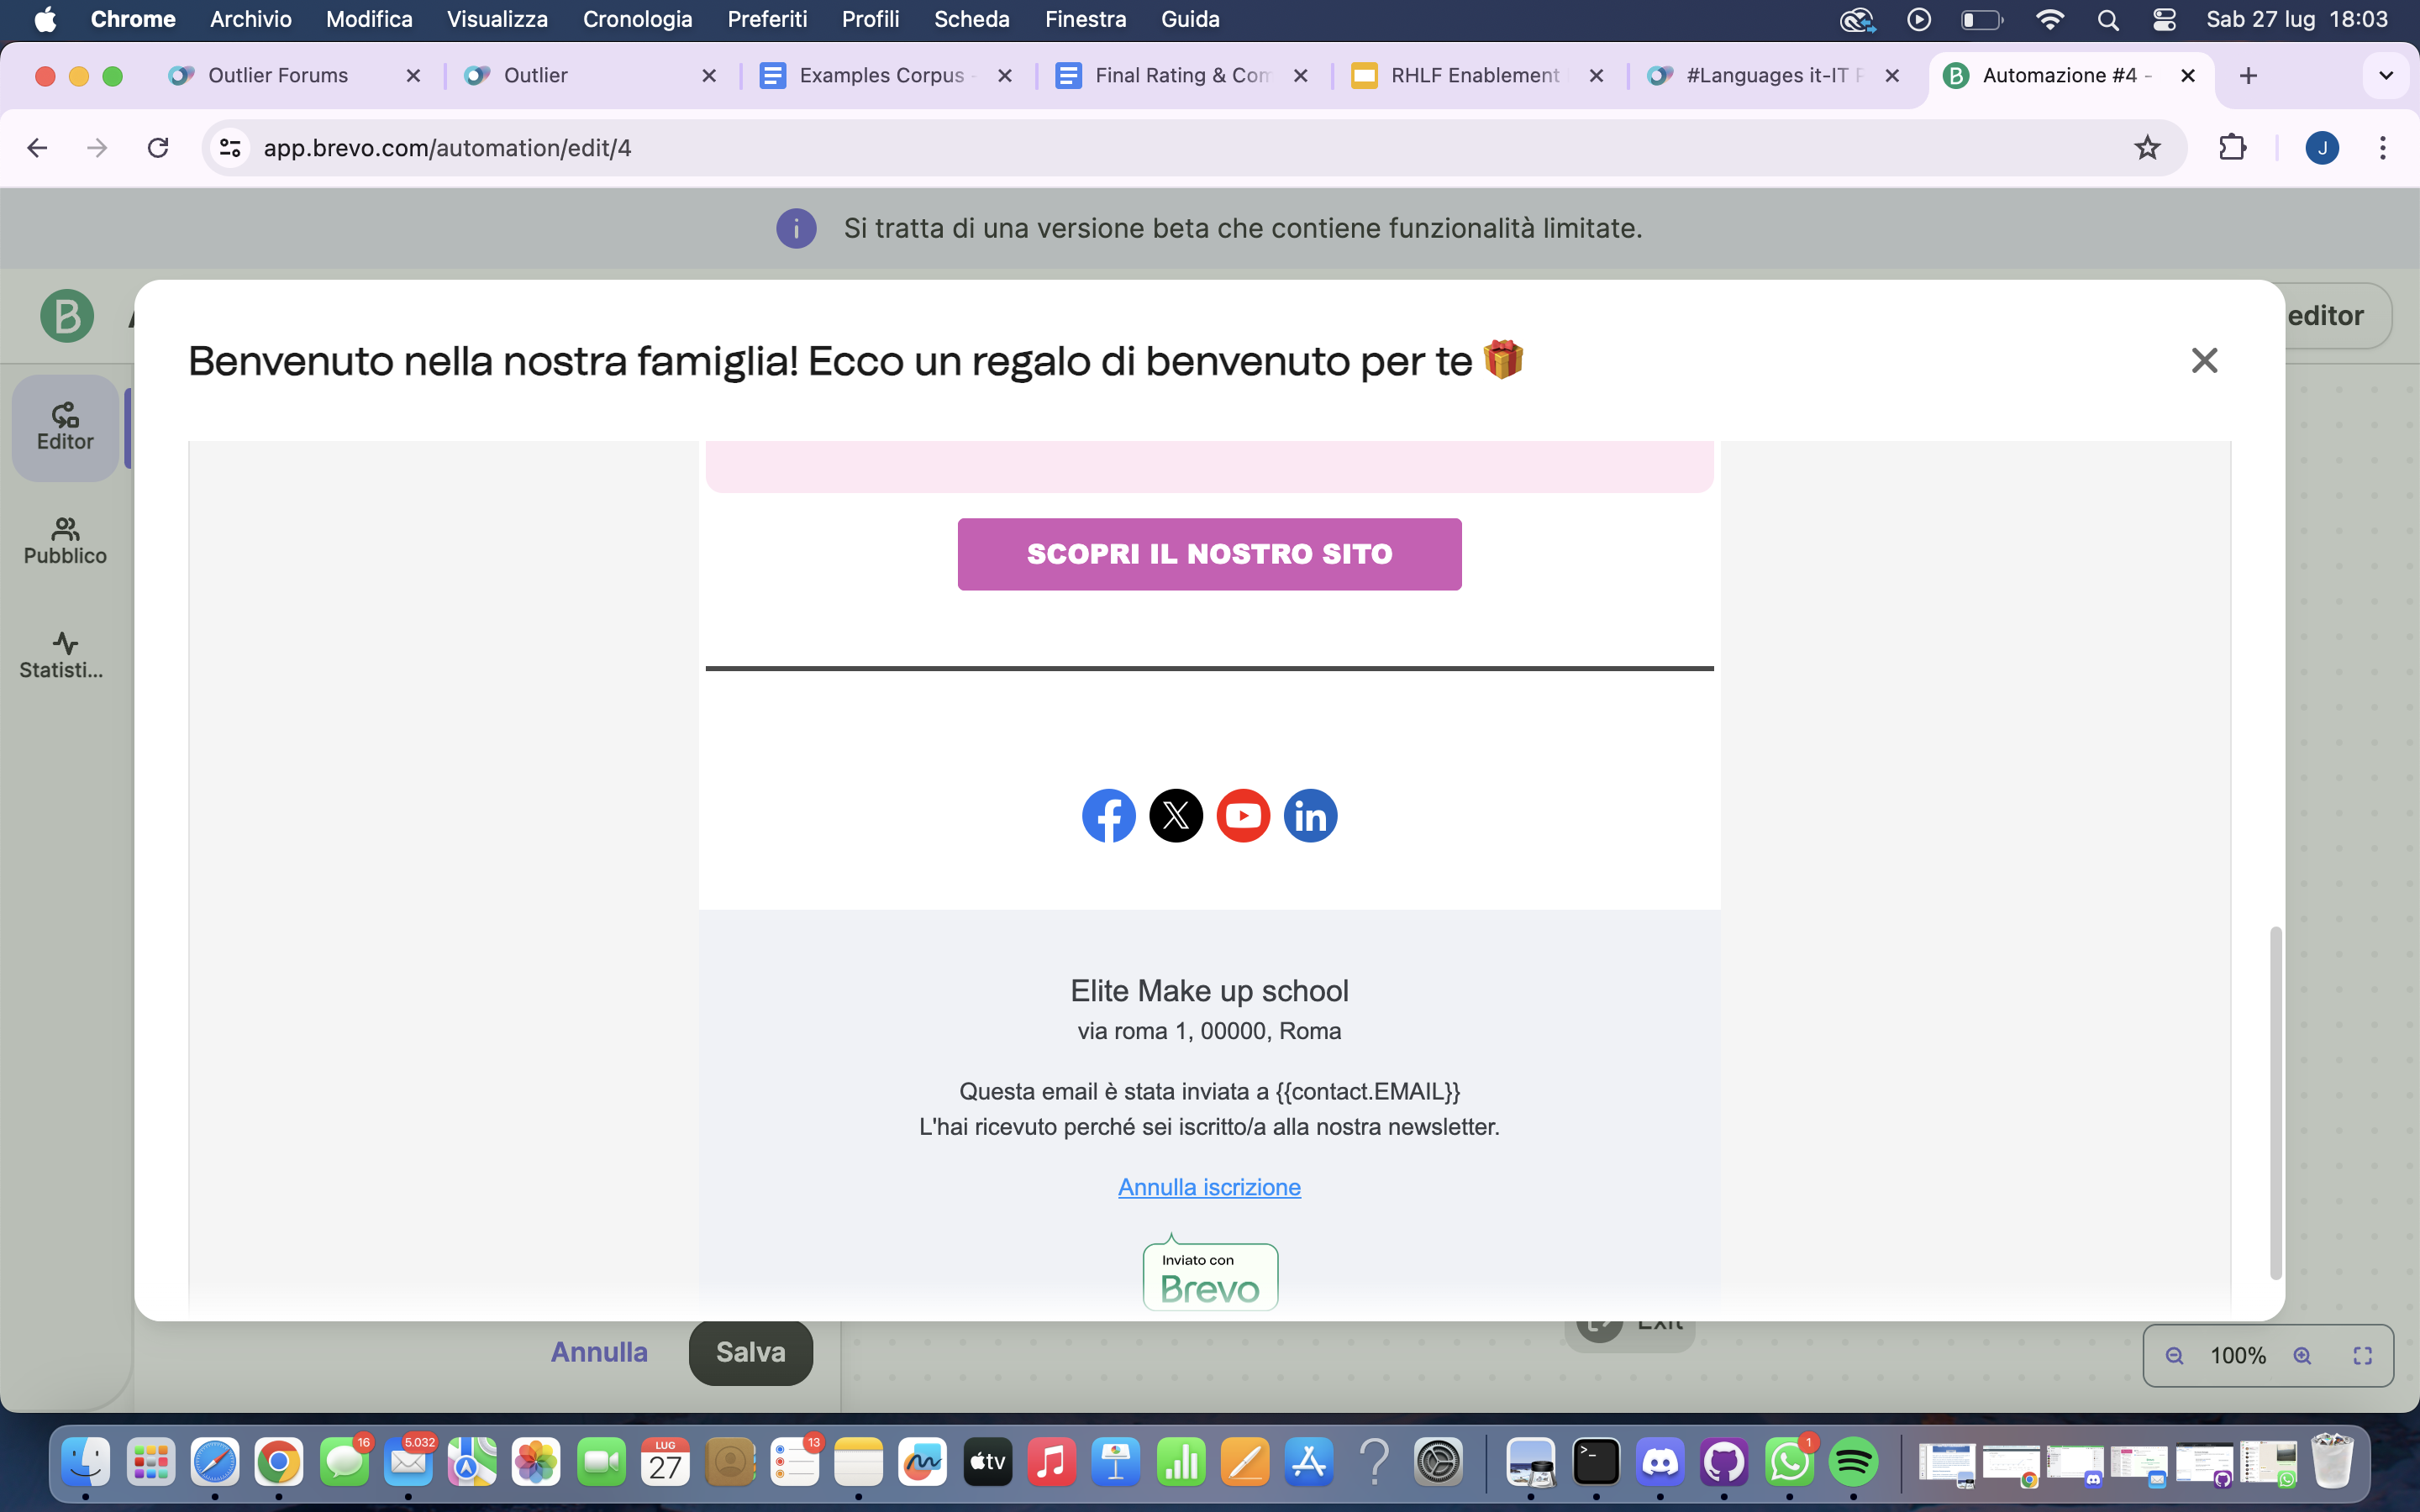 Chrome Archivio Modifica Visualizza Cronologia Preferiti Profili Scheda Finestra Guida Sab 27 lug 18:03
Outlier Forums Outlier Examples Corpus - Final Rating & Com RHLF Enablement #Languages it-IT Automazione #4 -
app.brevo.com/automation/edit/4 J
i Si tratta di una versione beta che contiene funzionalità limitate.
B editor
Benvenuto nella nostra famiglia! Ecco un regalo di benvenuto per te
Editor
Pubblico
Statisti...
SCOPRI IL NOSTRO SITO
Elite Make up school
via roma 1, 00000, Roma
Questa email è stata inviata a {{contact.EMAIL}}
L'hai ricevuto perché sei iscritto/a alla nostra newsletter.
Annulla iscrizione
Inviato con
Brevo
Exit
Annulla Salva 100%
16 5.032 LUG 27 13 tv 1